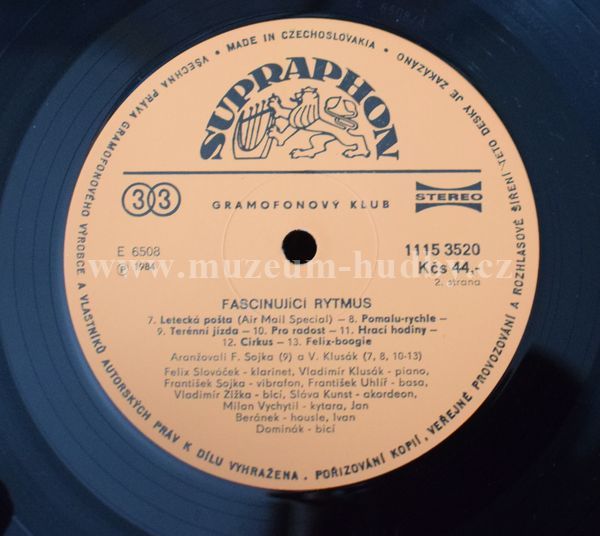 E 6508/A
VŠECHNA PRÁVA GRAMOFONOVÉHO VÝROBCE A VLASTNÍKŮ AUTORSKÝCH PRÁV K DÍLU VYHRAŽENA. POŘIZOVÁNÍ KOPIÍ, VEŘEJNÉ PROVOZOVÁNÍ A ROZHLASOVÉ ŠÍŘENÍ TÉTO DESKY JE ZAKÁZÁNO
• MADE IN CZECHOSLOVAKIA •
SUPRAPHON
33
GRAMOFONOVÝ KLUB
STEREO
E 6508
1115 3520
℗ 1984
Kčs 44,-
www.muzeum-hudby.cz
2. strana
FASCINUJÍCÍ RYTMUS
7. Letecká pošta (Air Mail Special) – 8. Pomalu-rychle –
9. Terénní jízda – 10. Pro radost – 11. Hrací hodiny –
12. Cirkus – 13. Felix-boogie
Aranžovali F. Sojka (9) a V. Klusák (7, 8, 10-13)
Felix Slováček - klarinet, Vladimír Klusák - piano,
František Sojka - vibrafon, František Uhlíř - basa,
Vladimír Žižka - bicí, Sláva Kunst - akordeon,
Milan Vychytil - kytara, Jan
Beránek - housle, Ivan
Dominák - bicí